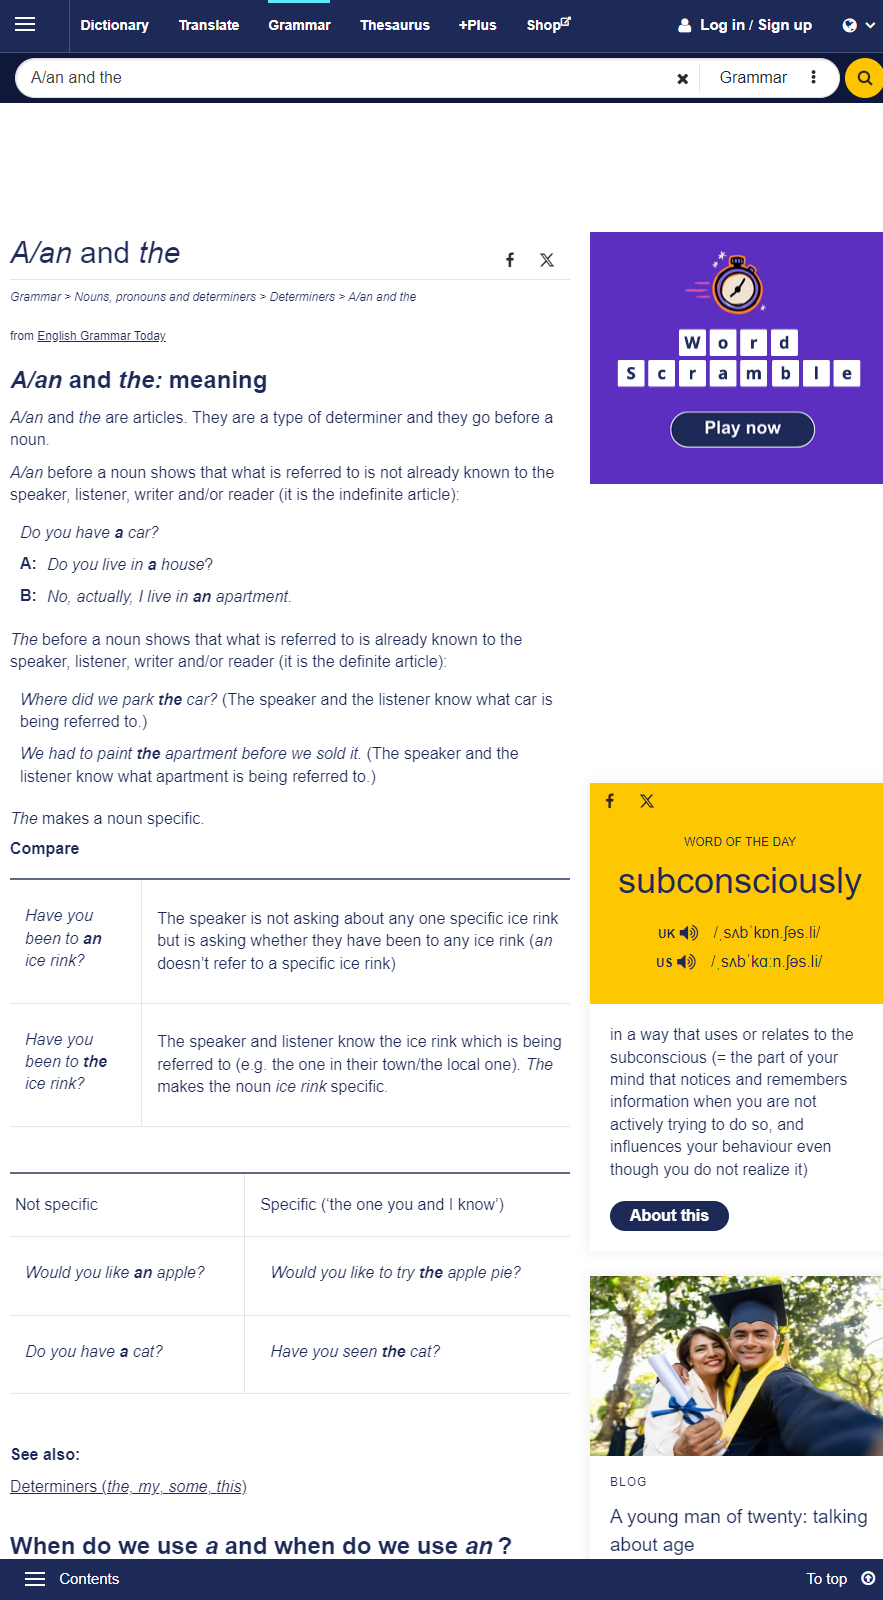 Dictionary Translate Grammar Thesaurus +Plus Shop Log in / Sign up
A/an and the Grammar
A/an and the
Grammar > Nouns, pronouns and determiners > Determiners > A/an and the
from English Grammar Today
A/an and the: meaning
A/an and the are articles. They are a type of determiner and they go before a
noun.
A/an before a noun shows that what is referred to is not already known to the
speaker, listener, writer and/or reader (it is the indefinite article):
Do you have a car?
A: Do you live in a house?
B: No, actually, I live in an apartment.
The before a noun shows that what is referred to is already known to the
speaker, listener, writer and/or reader (it is the definite article):
Where did we park the car? (The speaker and the listener know what car is
being referred to.)
We had to paint the apartment before we sold it. (The speaker and the
listener know what apartment is being referred to.)
The makes a noun specific.
Compare
Have you
been to an
ice rink?
The speaker is not asking about any one specific ice rink
but is asking whether they have been to any ice rink (an
doesn’t refer to a specific ice rink)
Have you
been to the
ice rink?
The speaker and listener know the ice rink which is being
referred to (e.g. the one in their town/the local one). The
makes the noun ice rink specific.
Not specific Specific (‘the one you and I know’)
Would you like an apple? Would you like to try the apple pie?
Do you have a cat? Have you seen the cat?
See also:
Determiners (the, my, some, this)
When do we use a and when do we use an ?
Word
Scramble
Play now
WORD OF THE DAY
subconsciously
UK /ˌsʌbˈkɒn.ʃəs.li/
US /ˌsʌbˈkɑːn.ʃəs.li/
in a way that uses or relates to the
subconscious (= the part of your
mind that notices and remembers
information when you are not
actively trying to do so, and
influences your behaviour even
though you do not realize it)
About this
BLOG
A young man of twenty: talking
about age
Contents To top